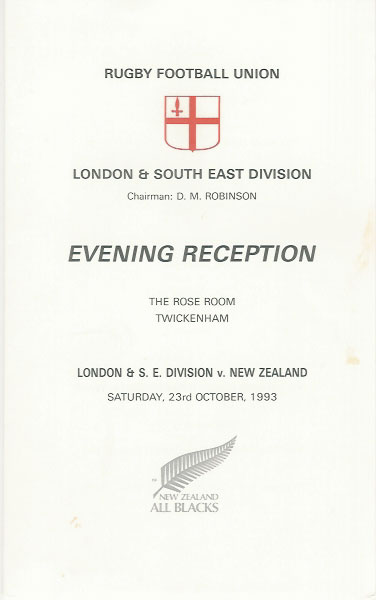 RUGBY FOOTBALL UNION
LONDON & SOUTH EAST DIVISION
Chairman: D. M. ROBINSON
EVENING RECEPTION
THE ROSE ROOM
TWICKENHAM
LONDON & S. E. DIVISION v. NEW ZEALAND
SATURDAY, 23rd OCTOBER, 1993
NEW ZEALAND
ALL BLACKS